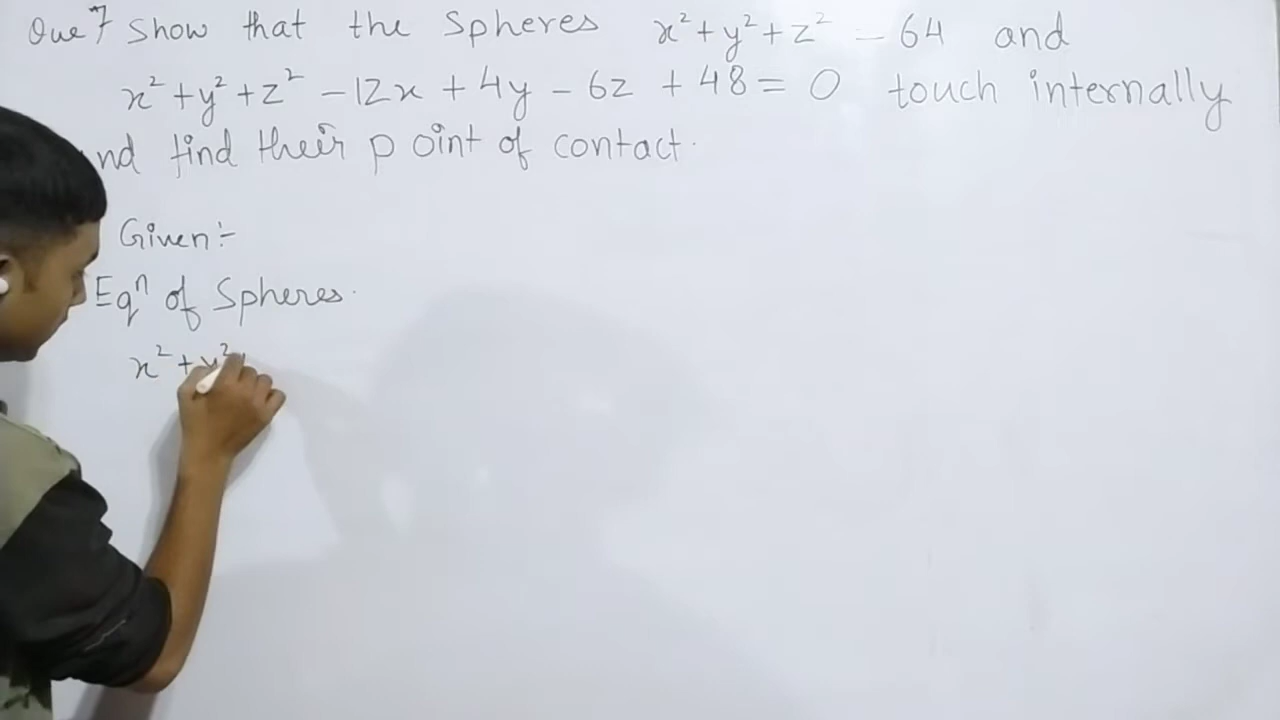 Que 7 Show that the Spheres x² + y² + z² - 64 and
x² + y² + z² - 12x + 4y - 6z + 48 = 0 touch internally
nd find their point of contact.
Given:-
Eqⁿ of Spheres.
x² + y²